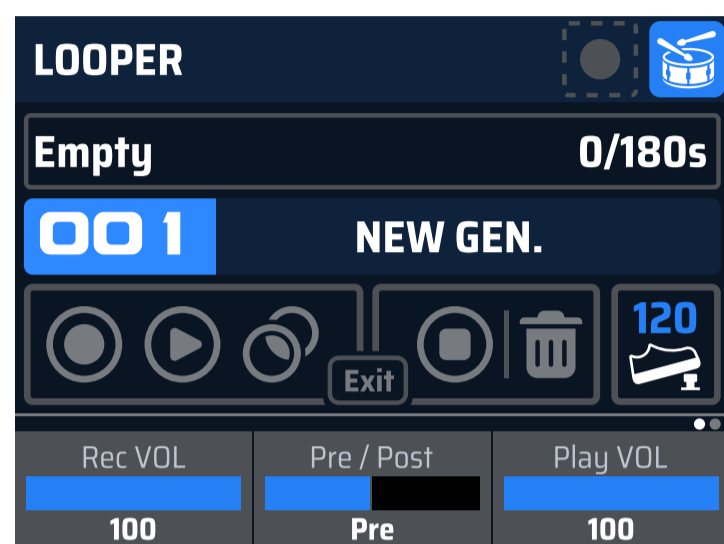 LOOPER
Empty 0/180s
001 NEW GEN.
120
Exit
Rec VOL Pre / Post Play VOL
100 Pre 100